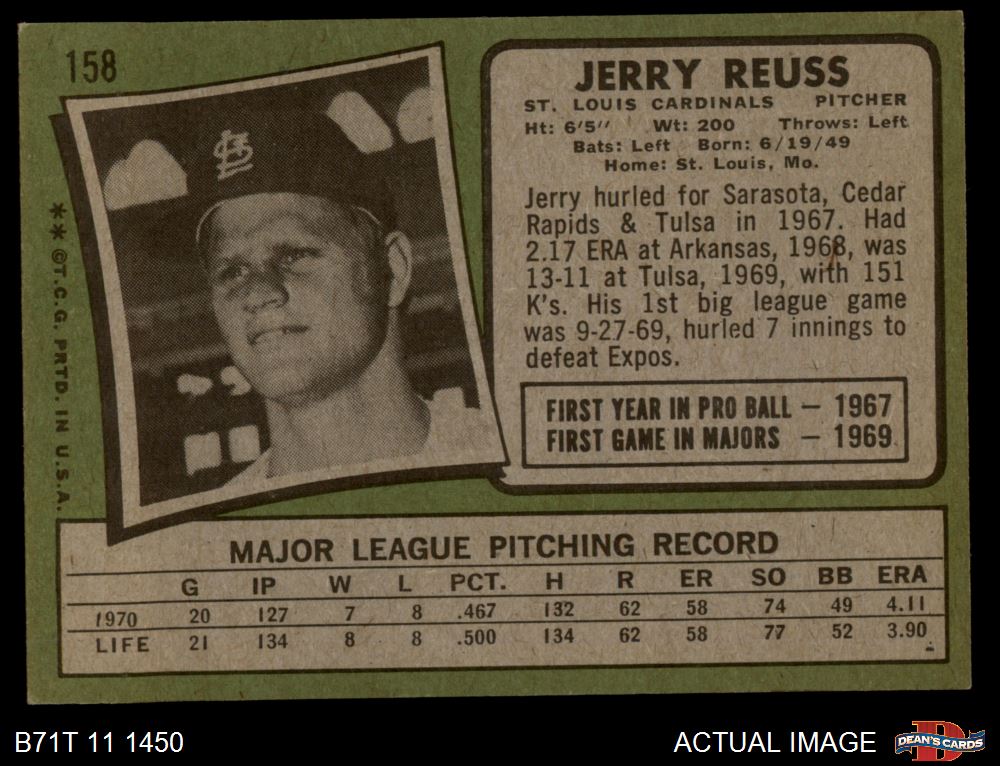 158
JERRY REUSS
ST. LOUIS CARDINALS PITCHER
Ht: 6'5" Wt: 200 Throws: Left
Bats: Left Born: 6/19/49
Home: St. Louis, Mo.
Jerry hurled for Sarasota, Cedar
Rapids & Tulsa in 1967. Had
2.17 ERA at Arkansas, 1968, was
13-11 at Tulsa, 1969, with 151
K's. His 1st big league game
was 9-27-69, hurled 7 innings to
defeat Expos.
FIRST YEAR IN PRO BALL — 1967
FIRST GAME IN MAJORS — 1969
StL
**©T.C.G. PRTD. IN U.S.A.
MAJOR LEAGUE PITCHING RECORD
G IP W L PCT. H R ER SO BB ERA
1970 20 127 7 8 .467 132 62 58 74 49 4.11
LIFE 21 134 8 8 .500 134 62 58 77 52 3.90
B71T 11 1450
ACTUAL IMAGE
DEAN'S CARDS